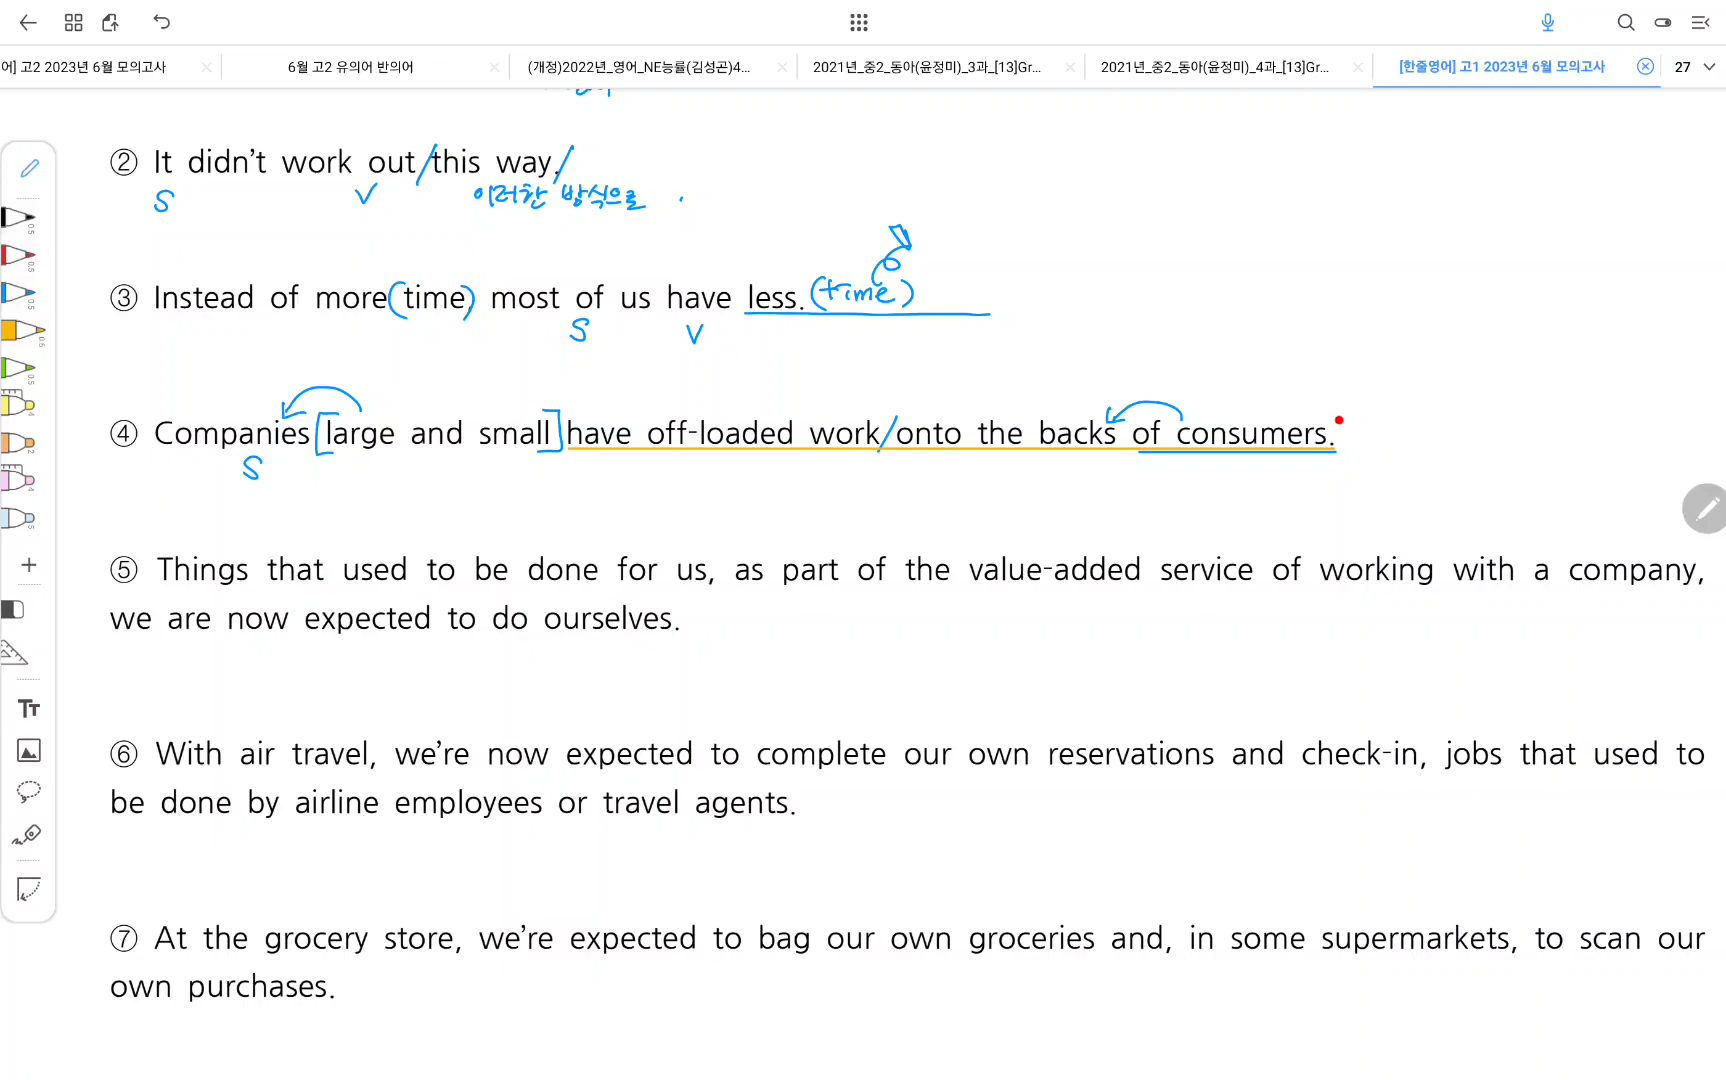 어] 고2 2023년 6월 모의고사
6월 고2 유의어 반의어
(개정)2022년_영어_NE능률(김성곤)4...
2021년_중2_동아(윤정미)_3과_[13]Gr...
2021년_중2_동아(윤정미)_4과_[13]Gr...
[한줄영어] 고1 2023년 6월 모의고사
27
② It didn't work out/this way./
S V 이러한 방식으로
③ Instead of more(time) most of us have less.(time)
S V
④ Companies [large and small] have off-loaded work/onto the backs of consumers.
S
⑤ Things that used to be done for us, as part of the value-added service of working with a company,
we are now expected to do ourselves.
⑥ With air travel, we're now expected to complete our own reservations and check-in, jobs that used to
be done by airline employees or travel agents.
⑦ At the grocery store, we're expected to bag our own groceries and, in some supermarkets, to scan our
own purchases.
Tт